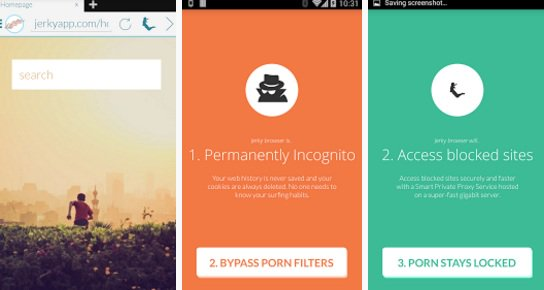 Homepage
x
+
jerkyapp.com/h
search
10:31
Jerky browser is...
1. Permanently Incognito
Your web history is never saved and your
cookies are always deleted. No one needs to
know your surfing habits.
2. BYPASS PORN FILTERS
Saving screenshot...
Jerky browser will..
2. Access blocked sites
Access blocked sites securely and faster
with a Smart Private Proxy Service hosted
on a super-fast gigabit server.
3. PORN STAYS LOCKED